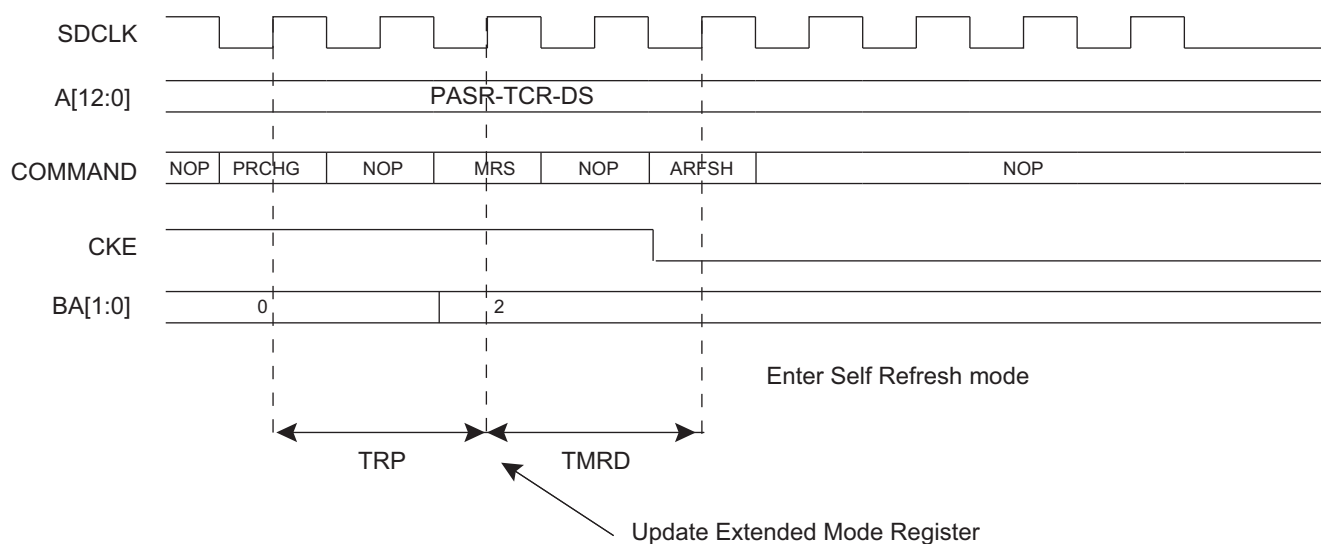 SDCLK
A[12:0]
PASR-TCR-DS
COMMAND
NOP PRCHG NOP MRS NOP ARFSH NOP
CKE
BA[1:0]
0 2
Enter Self Refresh mode
TRP TMRD
Update Extended Mode Register